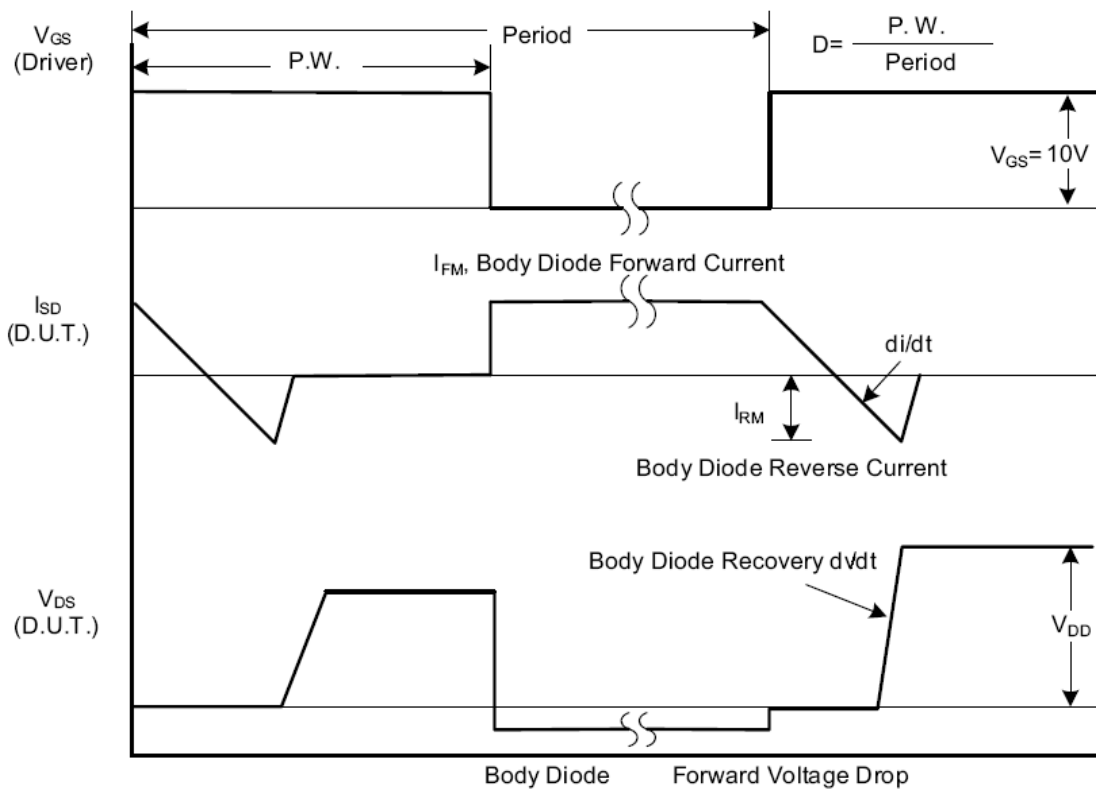 VGS
(Driver)
Period
P.W.
D= P. W.
Period
VGS= 10V
IFM, Body Diode Forward Current
ISD
(D.U.T.)
di/dt
IRM
Body Diode Reverse Current
Body Diode Recovery dv/dt
VDS
(D.U.T.)
VDD
Body Diode Forward Voltage Drop